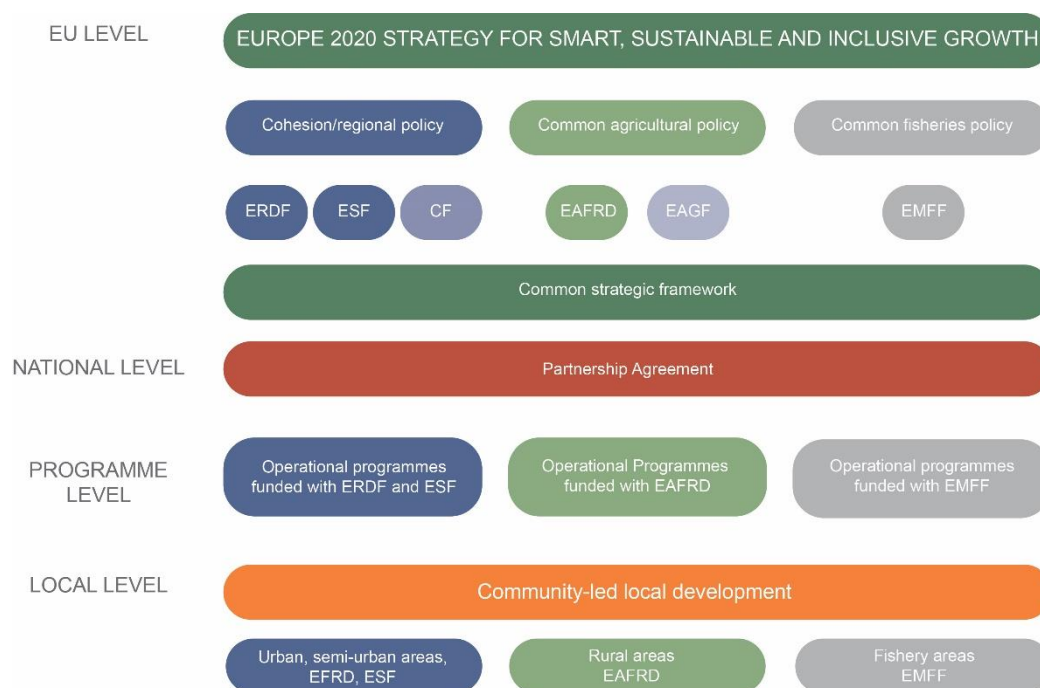 EU LEVEL
EUROPE 2020 STRATEGY FOR SMART, SUSTAINABLE AND INCLUSIVE GROWTH
Cohesion/regional policy
Common agricultural policy
Common fisheries policy
ERDF
ESF
CF
EAFRD
EAGF
EMFF
Common strategic framework
NATIONAL LEVEL
Partnership Agreement
PROGRAMME
LEVEL
Operational programmes
funded with ERDF and ESF
Operational Programmes
funded with EAFRD
Operational programmes
funded with EMFF
LOCAL LEVEL
Community-led local development
Urban, semi-urban areas,
EFRD, ESF
Rural areas
EAFRD
Fishery areas
EMFF